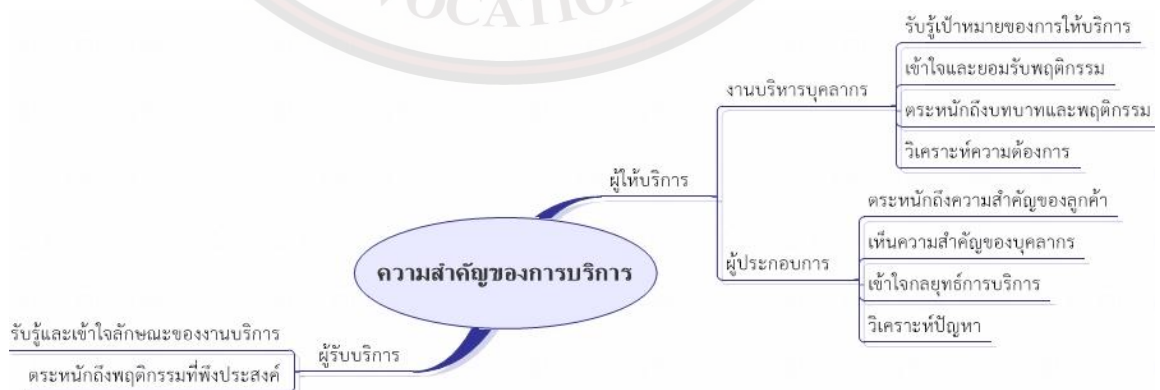 VOCATION
รับรู้เป้าหมายของการให้บริการ
เข้าใจและยอมรับพฤติกรรม
งานบริหารบุคลากร
ตระหนักถึงบทบาทและพฤติกรรม
วิเคราะห์ความต้องการ
ผู้ให้บริการ
ตระหนักถึงความสำคัญของลูกค้า
เห็นความสำคัญของบุคลากร
ผู้ประกอบการ
เข้าใจกลยุทธ์การบริการ
วิเคราะห์ปัญหา
ความสำคัญของการบริการ
รับรู้และเข้าใจลักษณะของงานบริการ
ผู้รับบริการ
ตระหนักถึงพฤติกรรมที่พึงประสงค์